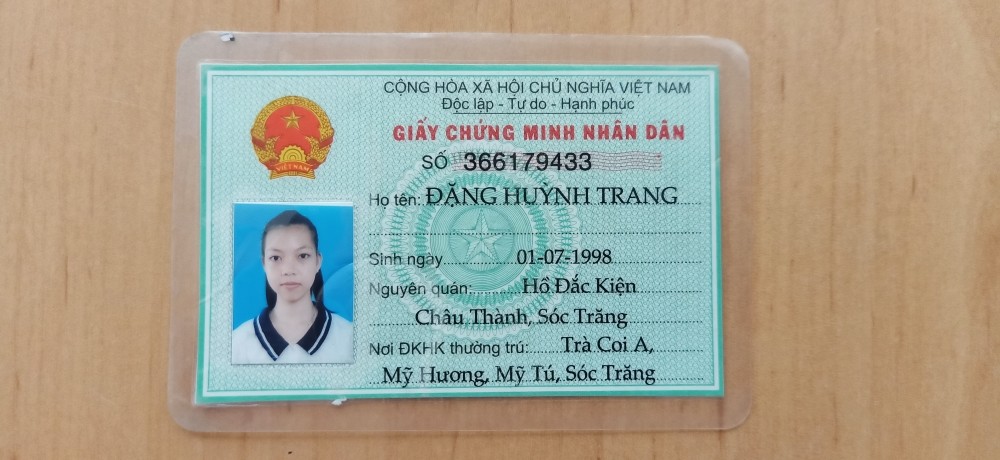 CỘNG HÒA XÃ HỘI CHỦ NGHĨA VIỆT NAM
Độc lập - Tự do - Hạnh phúc
GIẤY CHỨNG MINH NHÂN DÂN
SỐ 366179433
Họ tên: ĐẶNG HUỲNH TRANG
Sinh ngày 01-07-1998
Nguyên quán: Hồ Đắc Kiện
Châu Thành, Sóc Trăng
Nơi ĐKHK thường trú: Trà Coi A,
Mỹ Hương, Mỹ Tú, Sóc Trăng
VIỆT NAM